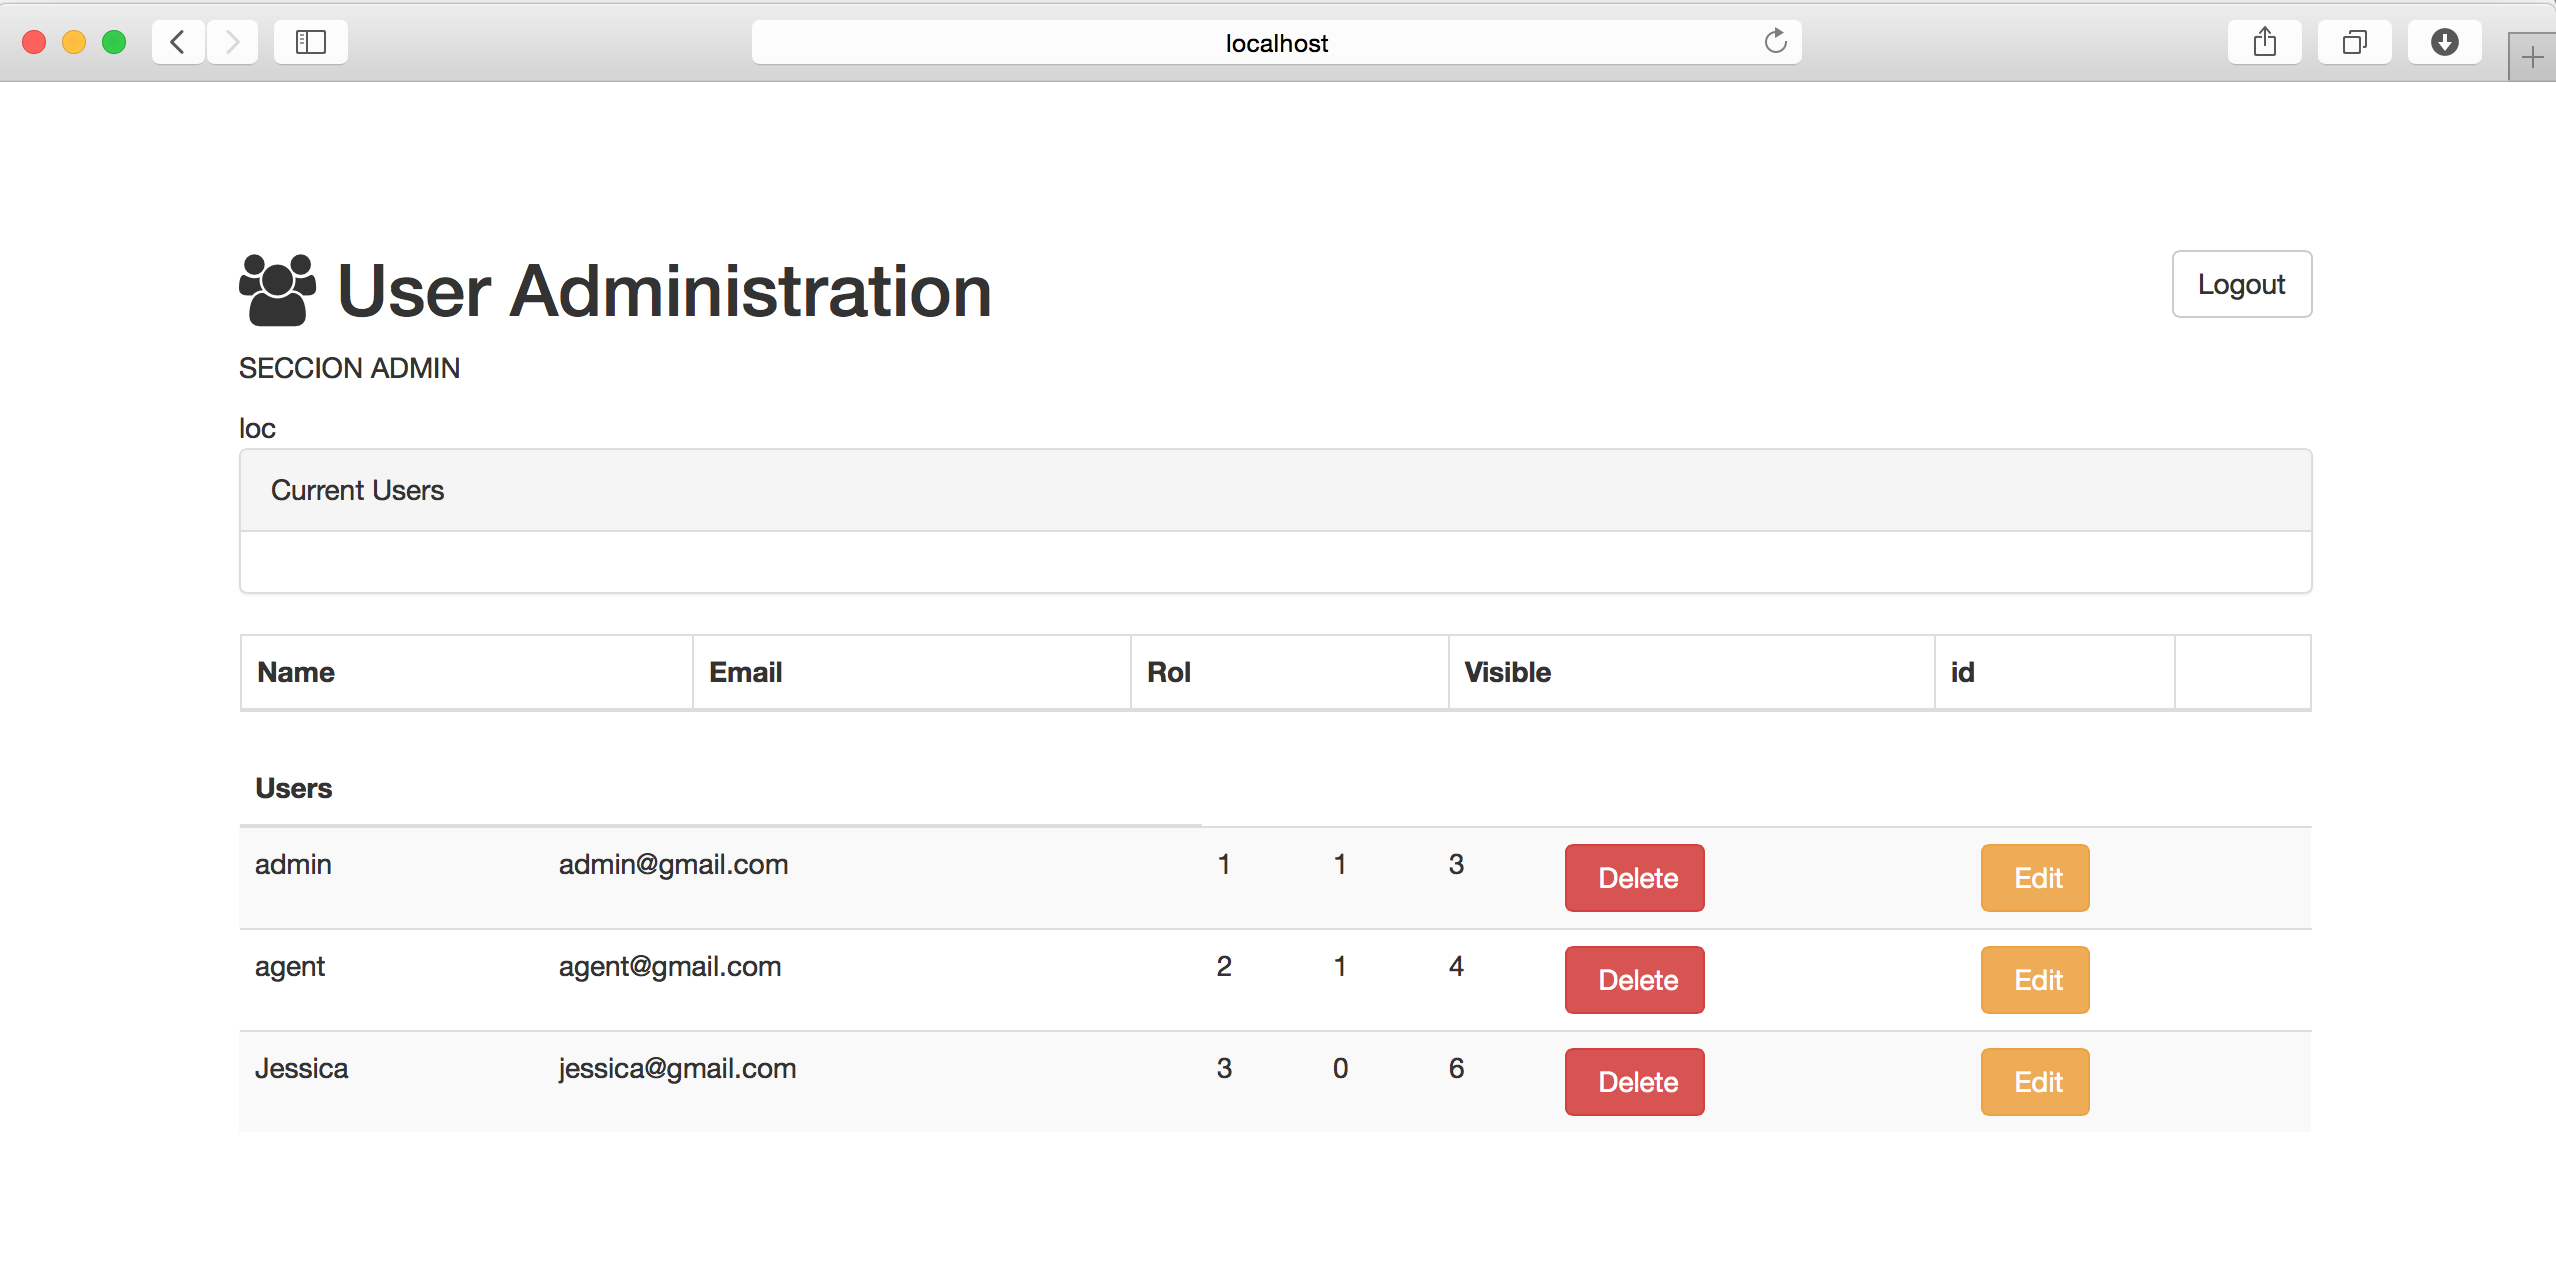 localhost
User Administration
Logout
SECCION ADMIN
loc
Current Users
Name Email Rol Visible id
Users
admin admin@gmail.com 1 1 3 Delete Edit
agent agent@gmail.com 2 1 4 Delete Edit
Jessica jessica@gmail.com 3 0 6 Delete Edit